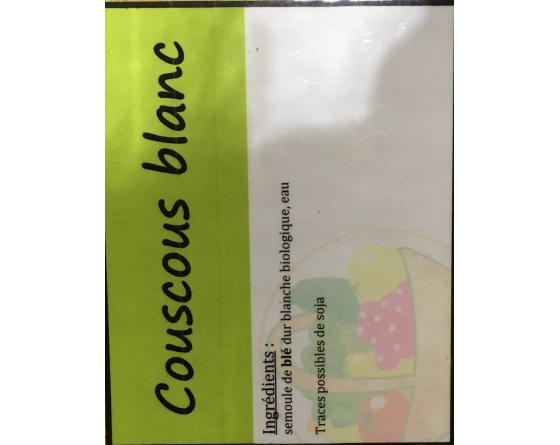 Couscous blanc
Ingrédients :
semoule de blé dur blanche biologique, eau
Traces possibles de soja